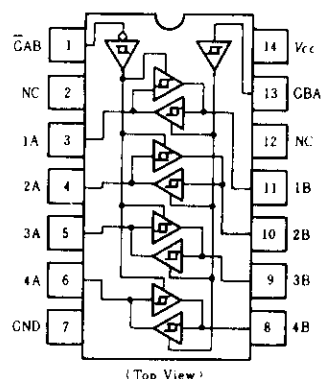 G̅AB 1
NC 2
1A 3
2A 4
3A 5
4A 6
GND 7
14 Vcc
13 GBA
12 NC
11 1B
10 2B
9 3B
8 4B
(Top View)